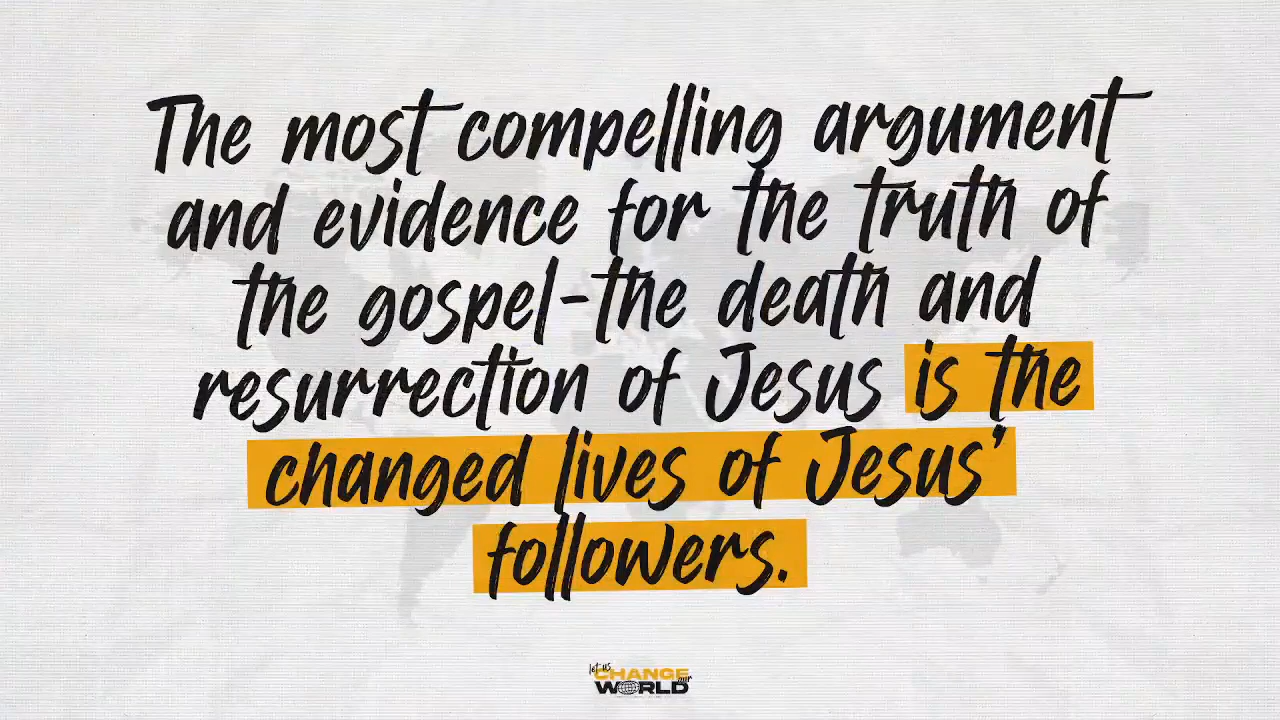 The most compelling argument
and evidence for the truth of
the gospel-the death and
resurrection of Jesus is the
changed lives of Jesus'
followers.
let us
CHANGE
our
WORLD